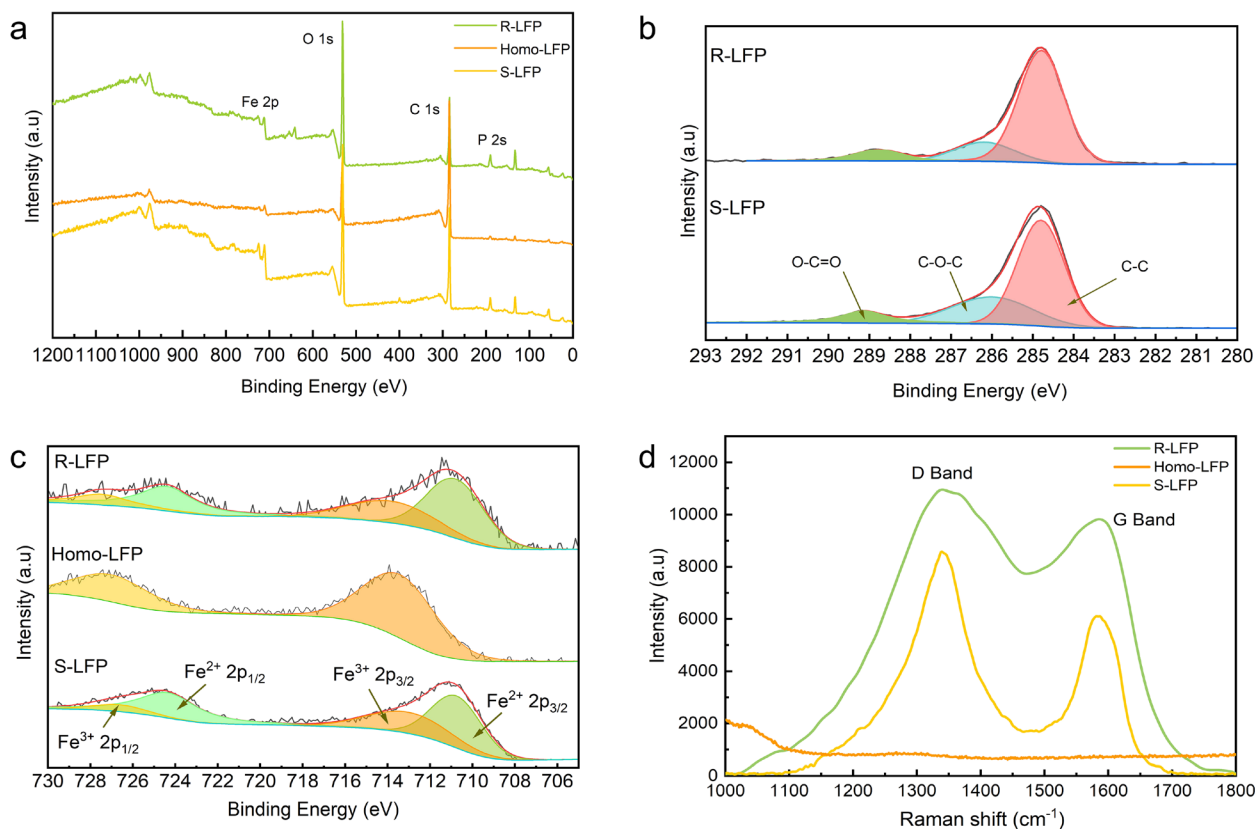 a
O 1s
R-LFP
Homo-LFP
S-LFP
Fe 2p
C 1s
P 2s
Intensity (a.u)
1200 1100 1000 900 800 700 600 500 400 300 200 100 0
Binding Energy (eV)
b
R-LFP
S-LFP
O-C=O
C-O-C
C-C
Intensity (a.u)
293 292 291 290 289 288 287 286 285 284 283 282 281 280
Binding Energy (eV)
c
R-LFP
Homo-LFP
S-LFP
Fe²⁺ 2p₁/₂
Fe³⁺ 2p₃/₂
Fe²⁺ 2p₃/₂
Fe³⁺ 2p₁/₂
Intensity (a.u)
730 728 726 724 722 720 718 716 714 712 710 708 706
Binding Energy (eV)
d
R-LFP
Homo-LFP
S-LFP
D Band
G Band
Intensity (a.u)
12000
10000
8000
6000
4000
2000
0
1000 1100 1200 1300 1400 1500 1600 1700 1800
Raman shift (cm⁻¹)